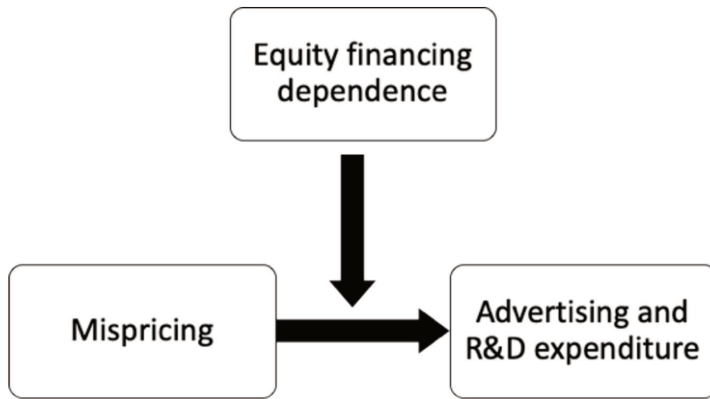 Equity financing
dependence
Mispricing
Advertising and
R&D expenditure